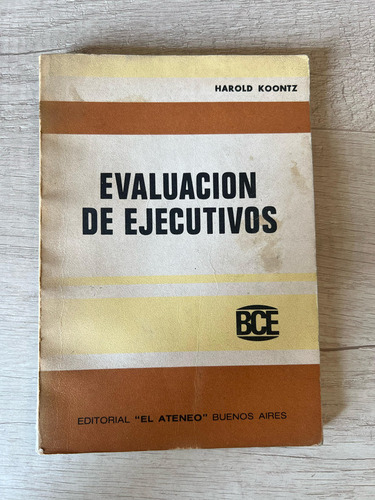 HAROLD KOONTZ
EVALUACION
DE EJECUTIVOS
BCE
EDITORIAL "EL ATENEO" BUENOS AIRES